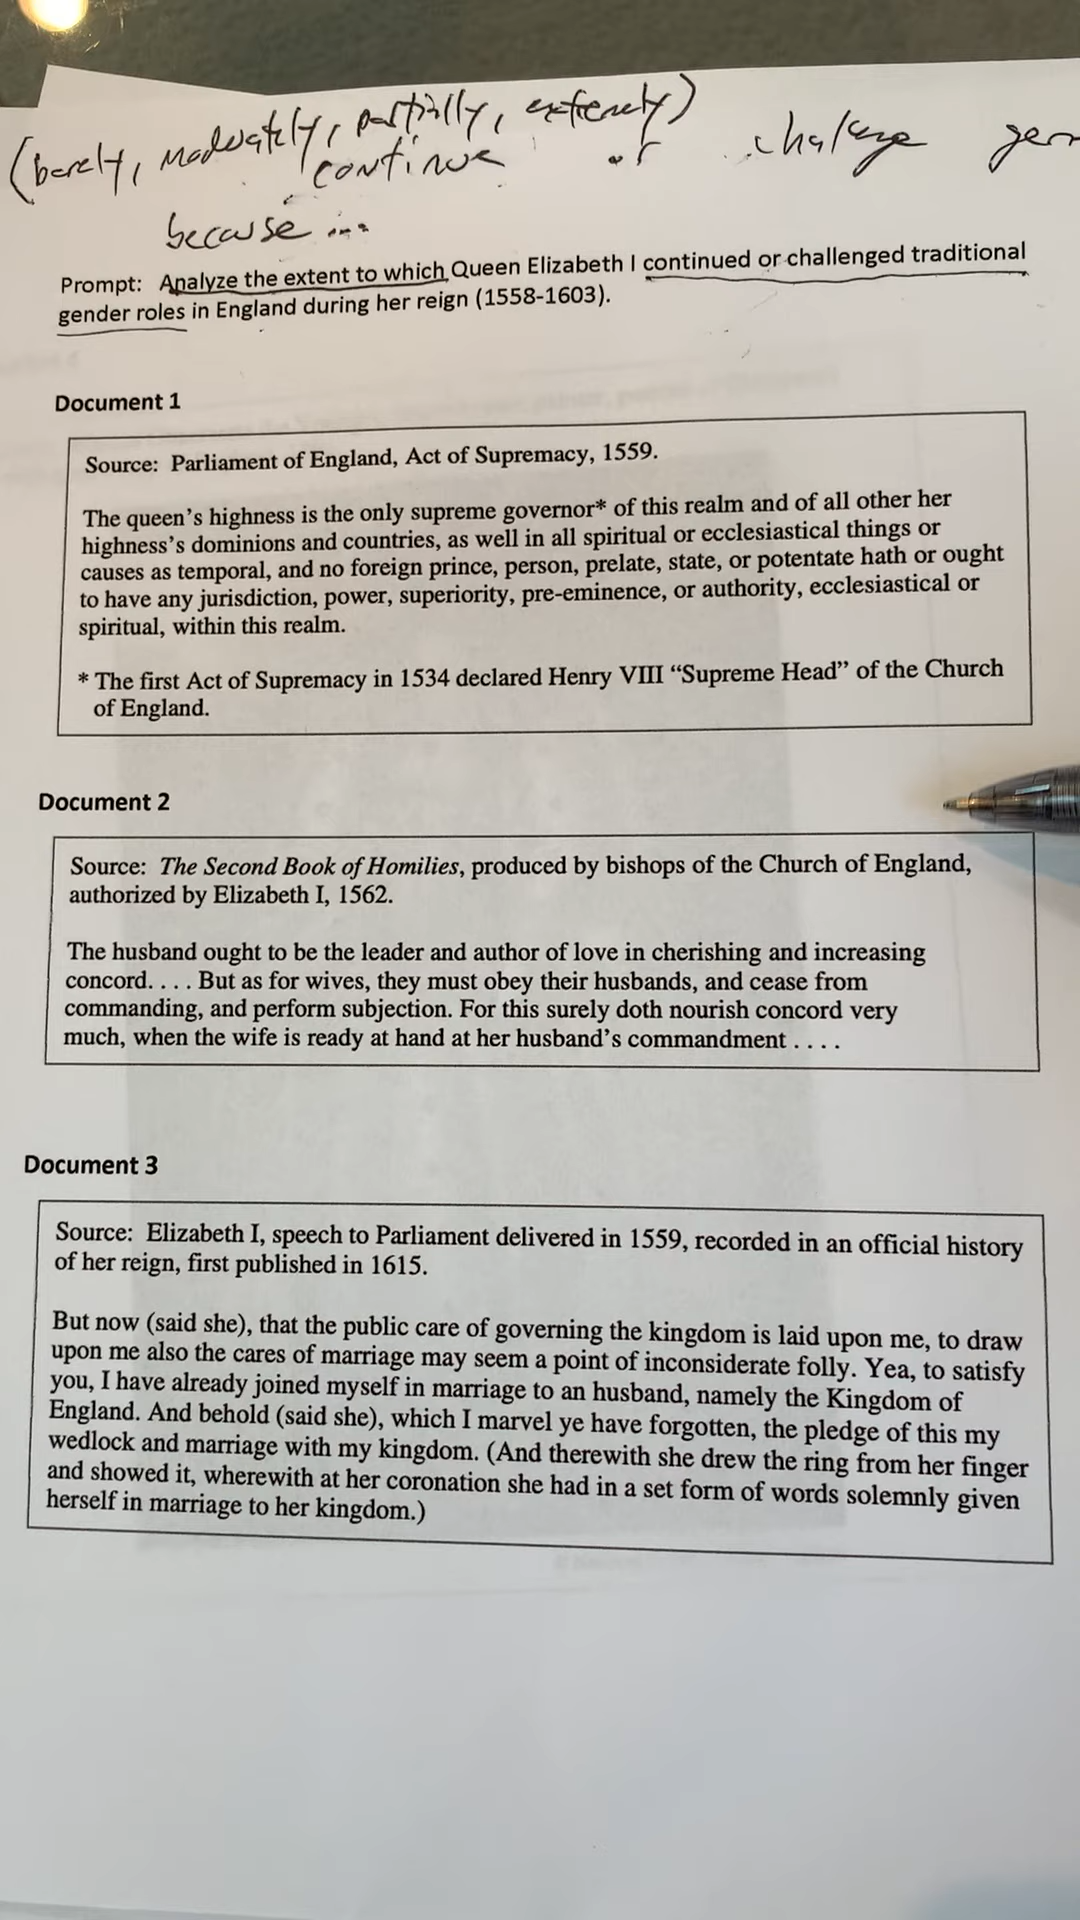 (barely, moderately, partially, extremely)
continue or challenge
because ...
Prompt: Analyze the extent to which Queen Elizabeth I continued or challenged traditional
gender roles in England during her reign (1558-1603).
Document 1
Source: Parliament of England, Act of Supremacy, 1559.
The queen's highness is the only supreme governor* of this realm and of all other her
highness's dominions and countries, as well in all spiritual or ecclesiastical things or
causes as temporal, and no foreign prince, person, prelate, state, or potentate hath or ought
to have any jurisdiction, power, superiority, pre-eminence, or authority, ecclesiastical or
spiritual, within this realm.
* The first Act of Supremacy in 1534 declared Henry VIII “Supreme Head” of the Church
of England.
Document 2
Source: The Second Book of Homilies, produced by bishops of the Church of England,
authorized by Elizabeth I, 1562.
The husband ought to be the leader and author of love in cherishing and increasing
concord. . . . But as for wives, they must obey their husbands, and cease from
commanding, and perform subjection. For this surely doth nourish concord very
much, when the wife is ready at hand at her husband's commandment . . . .
Document 3
Source: Elizabeth I, speech to Parliament delivered in 1559, recorded in an official history
of her reign, first published in 1615.
But now (said she), that the public care of governing the kingdom is laid upon me, to draw
upon me also the cares of marriage may seem a point of inconsiderate folly. Yea, to satisfy
you, I have already joined myself in marriage to an husband, namely the Kingdom of
England. And behold (said she), which I marvel ye have forgotten, the pledge of this my
wedlock and marriage with my kingdom. (And therewith she drew the ring from her finger
and showed it, wherewith at her coronation she had in a set form of words solemnly given
herself in marriage to her kingdom.)